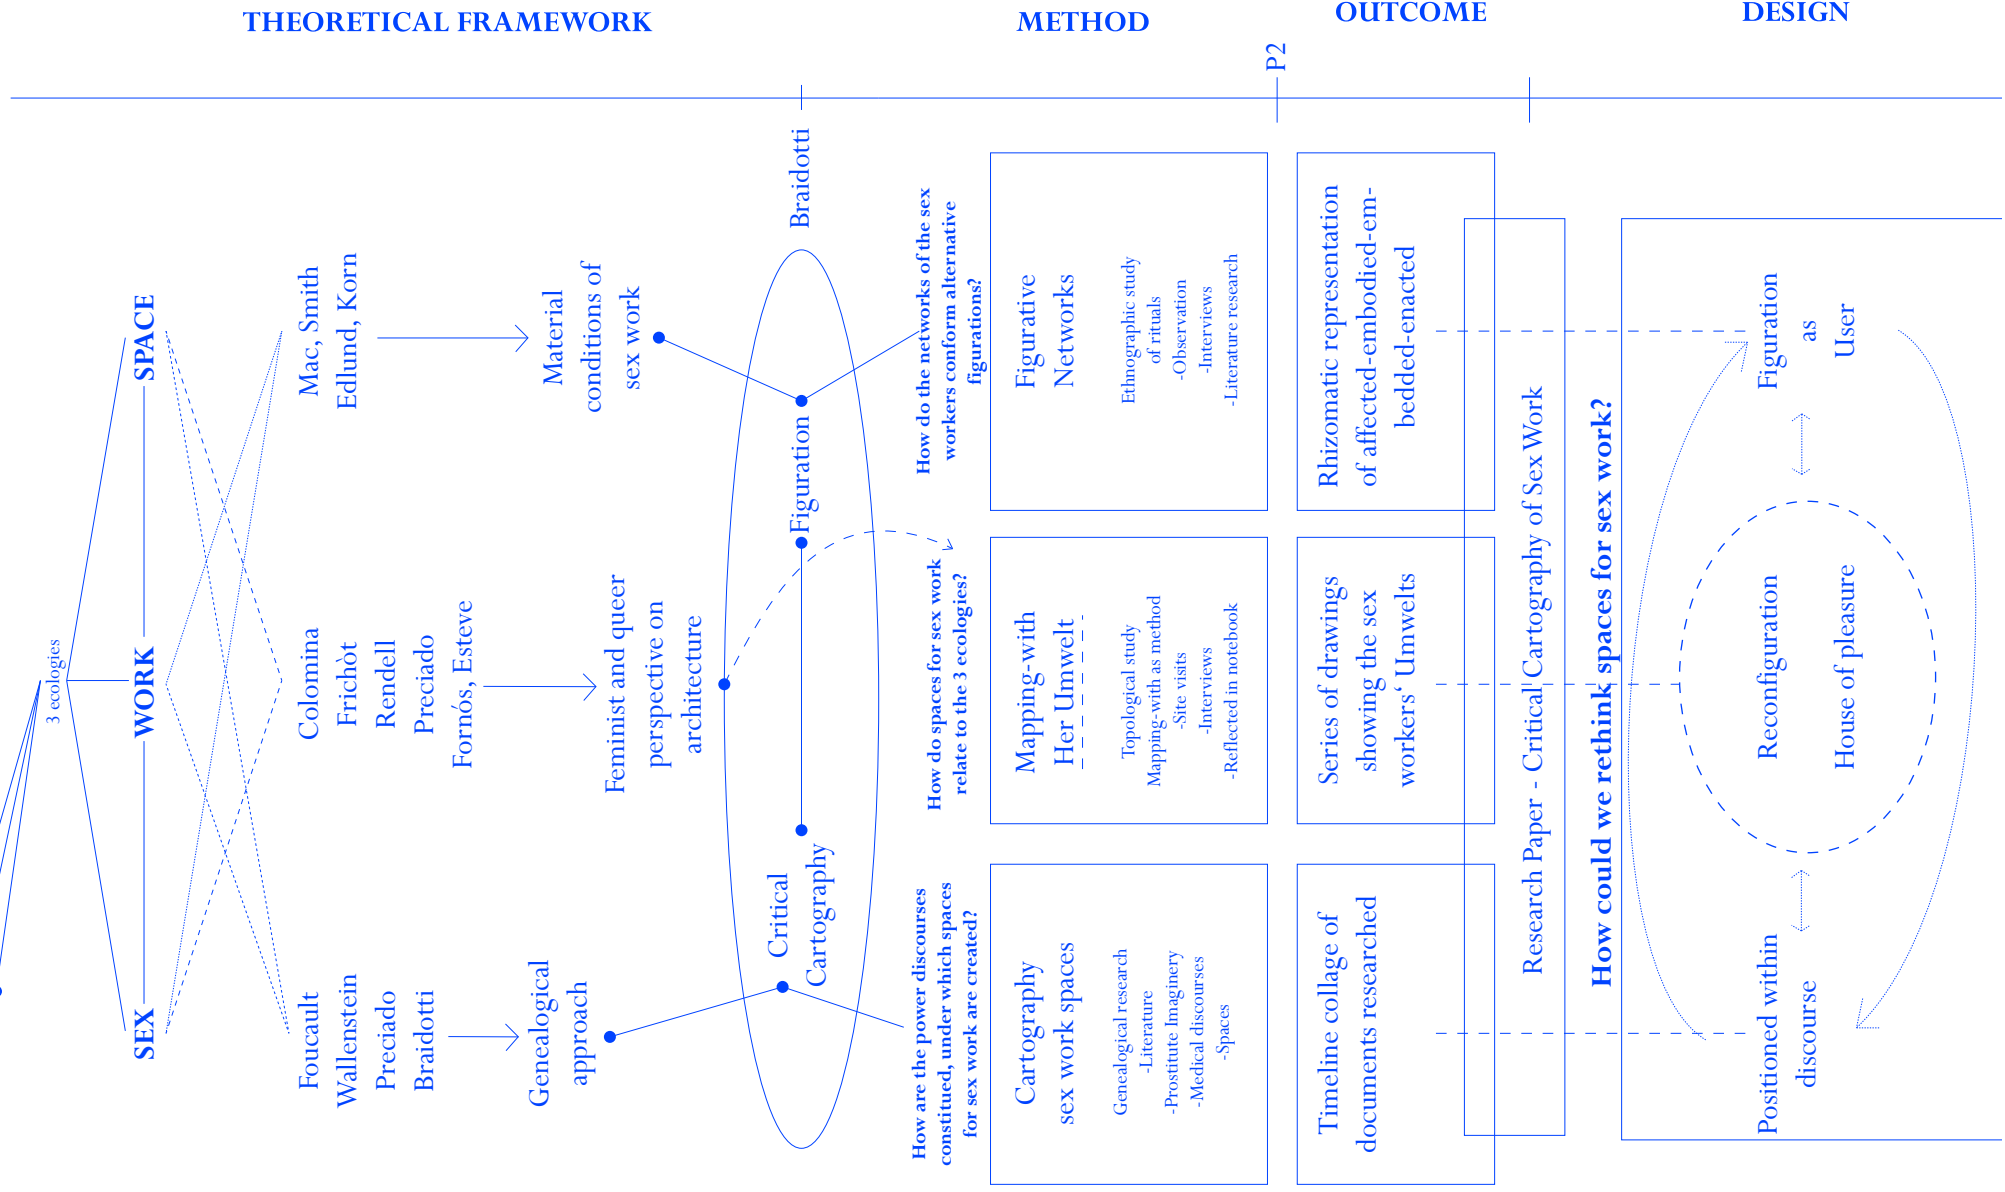 THEORETICAL FRAMEWORK
METHOD
OUTCOME
DESIGN
P2
3 ecologies
SEX
WORK
SPACE
Foucault
Wallenstein
Preciado
Braidotti
Colomina
Frichòt
Rendell
Preciado
Fornós, Esteve
Mac, Smith
Edlund, Korn
Genealogical
approach
Feminist and queer
perspective on
architecture
Material
conditions of
sex work
Critical
Cartography
Figuration
Braidotti
How are the power discourses
constitued, under which spaces
for sex work are created?
How do spaces for sex work
relate to the 3 ecologies?
How do the networks of the sex
workers conform alternative
figurations?
Cartography
sex work spaces
Genealogical research
-Literature
-Prostitute Imaginery
-Medical discourses
-Spaces
Mapping-with
Her Umwelt
Topological study
Mapping-with as method
-Site visits
-Interviews
-Reflected in notebook
Figurative
Networks
Ethnographic study
of rituals
-Observation
-Interviews
-Literature research
Timeline collage of
documents researched
Series of drawings
showing the sex
workers‘ Umwelts
Rhizomatic representation
of affected-embodied-em-
bedded-enacted
Research Paper - Critical Cartography of Sex Work
How could we rethink spaces for sex work?
Positioned within
discourse
Reconfiguration
House of pleasure
Figuration
as
User